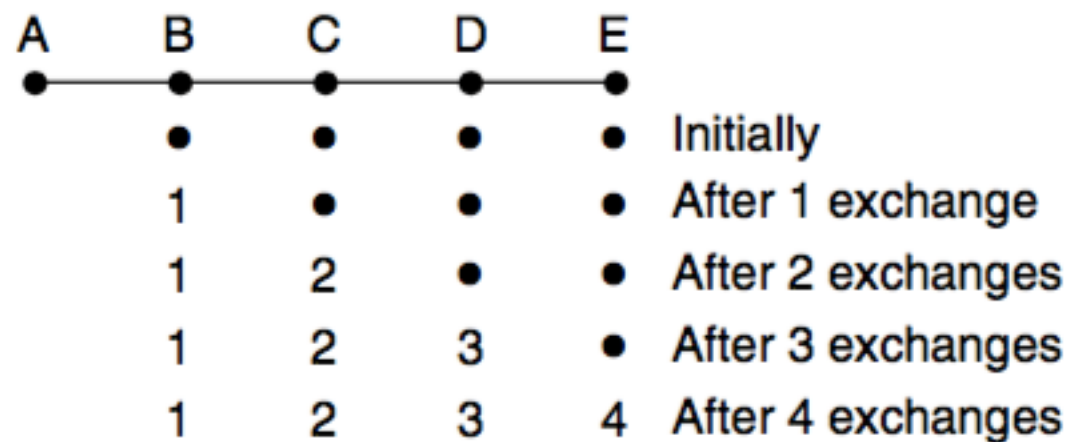 A B C D E
• • • • Initially
1 • • • After 1 exchange
1 2 • • After 2 exchanges
1 2 3 • After 3 exchanges
1 2 3 4 After 4 exchanges